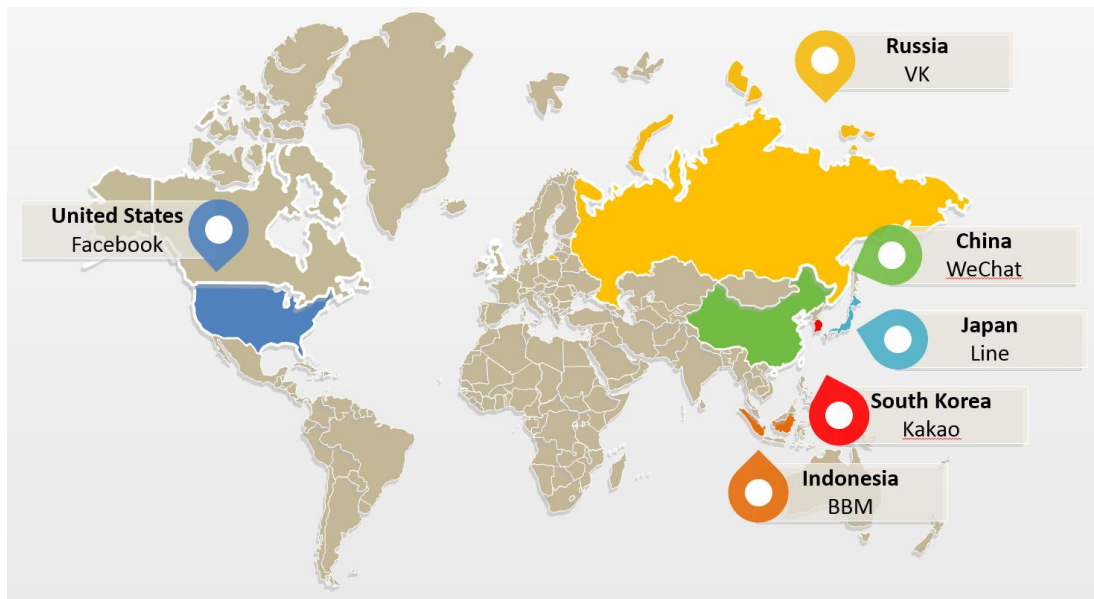 Russia
VK
United States
Facebook
China
WeChat
Japan
Line
South Korea
Kakao
Indonesia
BBM